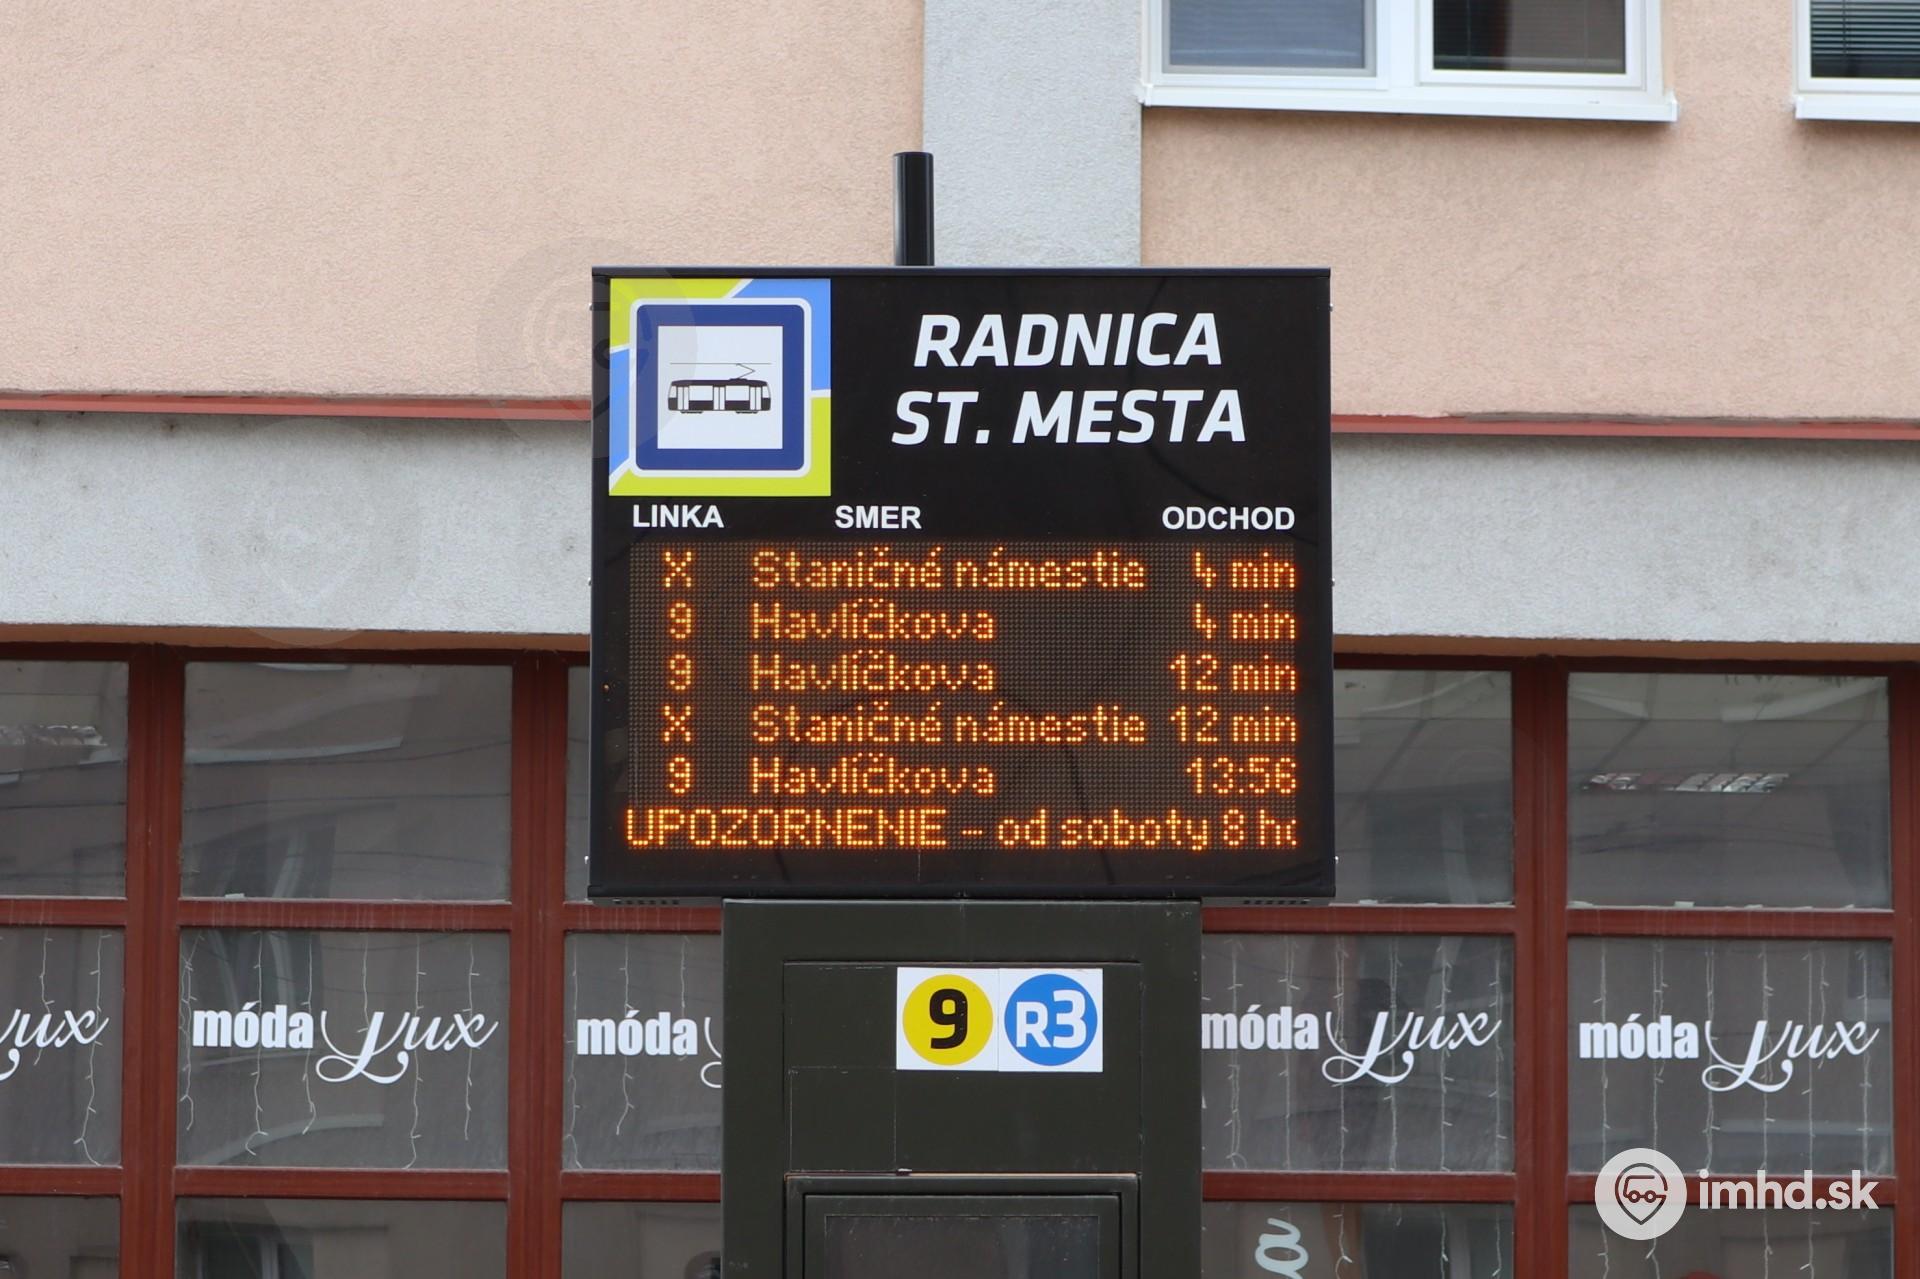 RADNICA
ST. MESTA
LINKA SMER ODCHOD
X Staničné námestie 4 min
9 Havlíčkova 4 min
9 Havlíčkova 12 min
X Staničné námestie 12 min
9 Havlíčkova 13:56
UPOZORNENIE - od soboty 8 ho
9 R3
ux móda Lux móda móda Lux móda Lux
imhd.sk
a